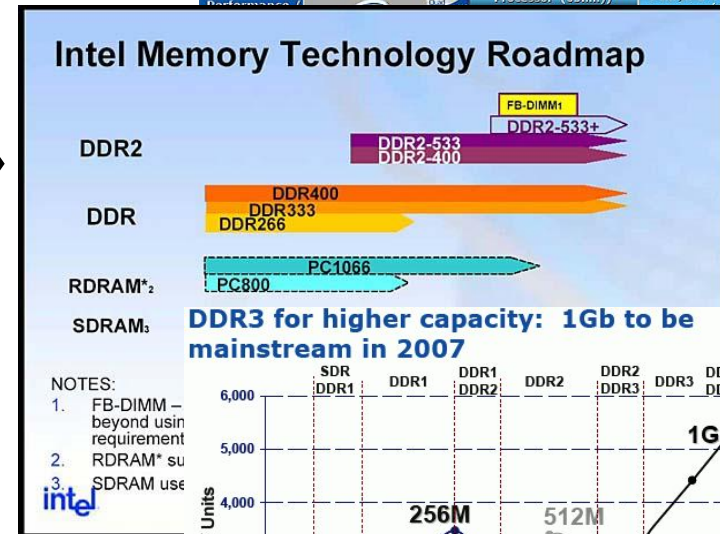 Performance /
Intel Memory Technology Roadmap
FB-DIMM1
DDR2-533+
DDR2
DDR2-533
DDR2-400
DDR400
DDR
DDR333
DDR266
PC1066
RDRAM*2
PC800
SDRAM3
DDR3 for higher capacity: 1Gb to be
mainstream in 2007
SDR DDR1 DDR2
DDR1 DDR1 DDR2 DDR2 DDR3 DDR3
NOTES:
1. FB-DIMM –
beyond usin
requirement
2. RDRAM* su
3. SDRAM use
intel
6,000
5,000
4,000
Units
1G
256M
512M